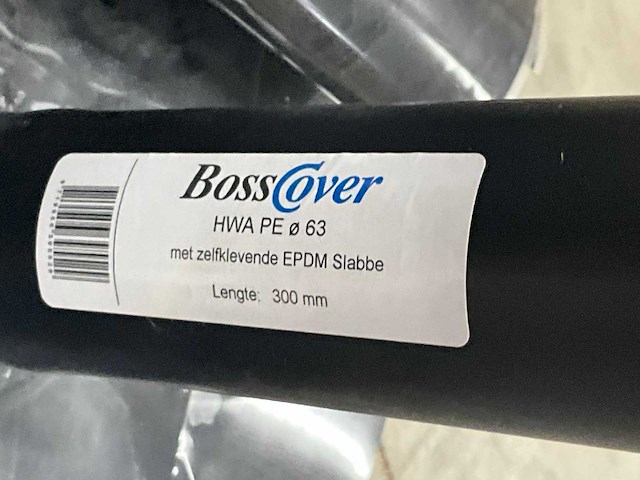 BossCover
HWA PE ø 63
met zelfklevende EPDM Slabbe
Lengte: 300 mm